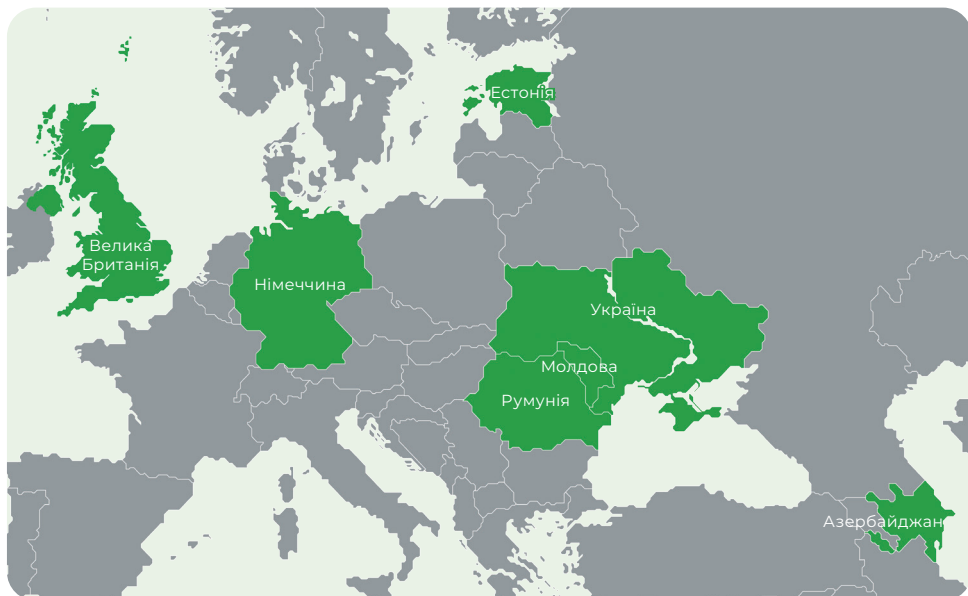 Естонія
Велика
Британія
Німеччина
Україна
Молдова
Румунія
Азербайджан